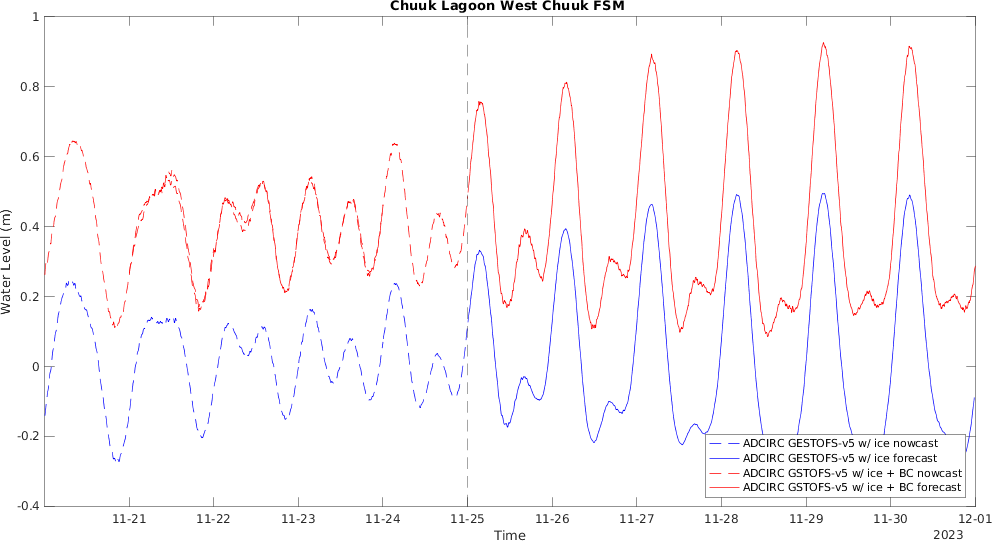 Chuuk Lagoon West Chuuk FSM
1
0.8
0.6
0.4
0.2
0
-0.2
-0.4
Water Level (m)
ADCIRC GESTOFS-v5 w/ ice nowcast
ADCIRC GESTOFS-v5 w/ ice forecast
ADCIRC GSTOFS-v5 w/ ice + BC nowcast
ADCIRC GSTOFS-v5 w/ ice + BC forecast
11-21 11-22 11-23 11-24 11-25 11-26 11-27 11-28 11-29 11-30 12-01
Time
2023